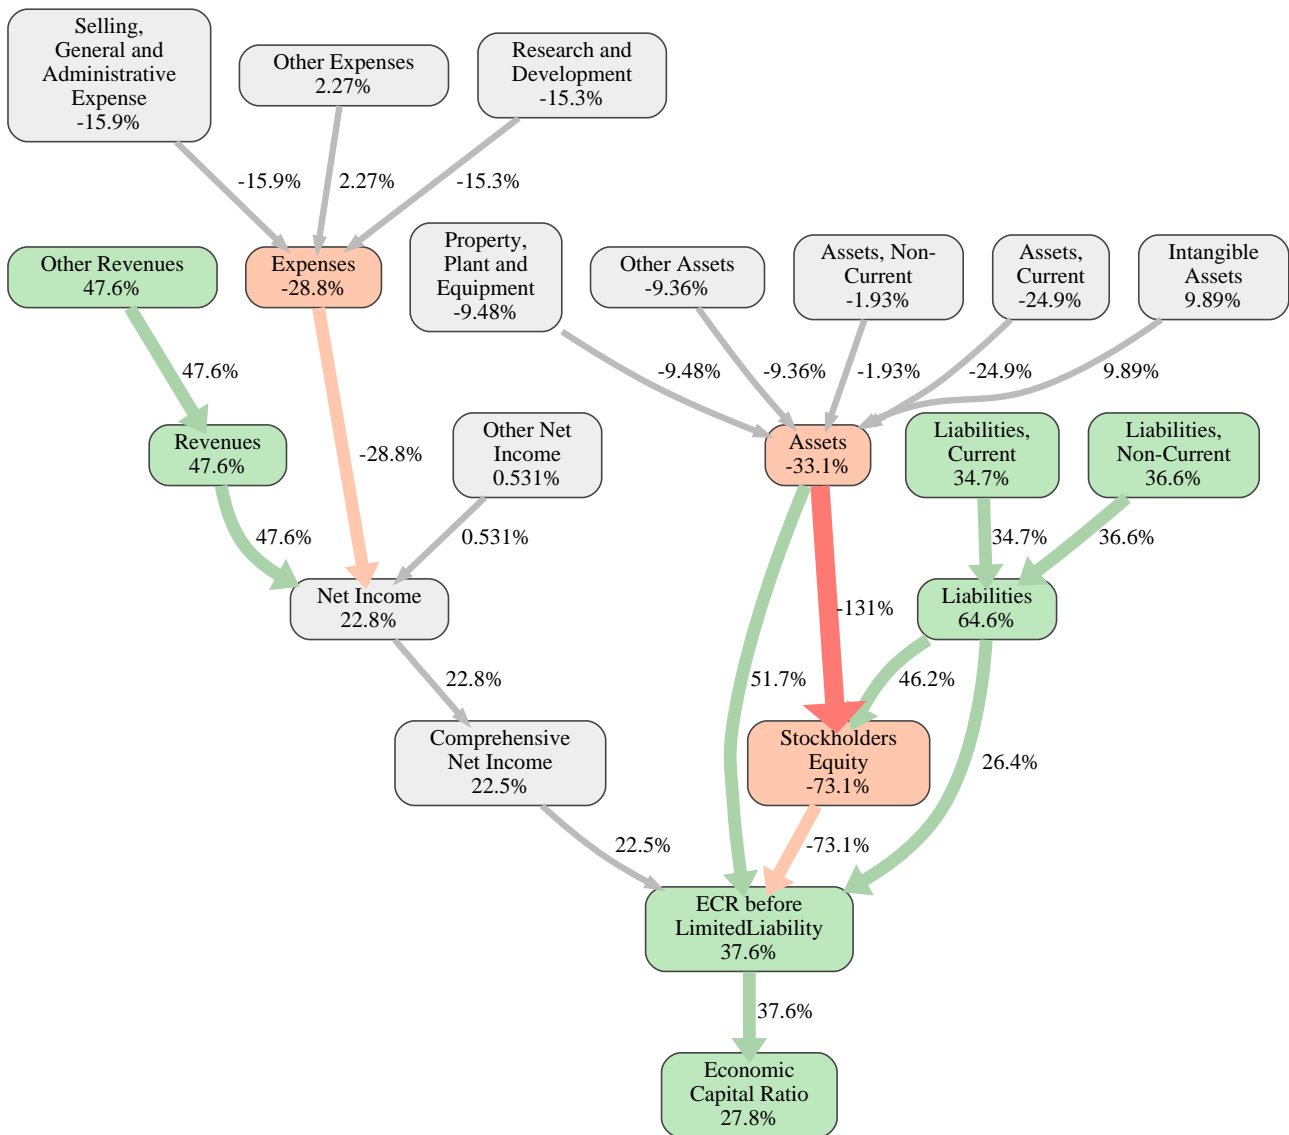 Selling,
General and
Administrative
Expense
-15.9%
Other Expenses
2.27%
Research and
Development
-15.3%
-15.9%
2.27%
-15.3%
Other Revenues
47.6%
Expenses
-28.8%
Property,
Plant and
Equipment
-9.48%
Other Assets
-9.36%
Assets, Non-
Current
-1.93%
Assets,
Current
-24.9%
Intangible
Assets
9.89%
47.6%
-9.48%
-9.36%
-1.93%
-24.9%
9.89%
Revenues
47.6%
-28.8%
Other Net
Income
0.531%
Assets
-33.1%
Liabilities,
Current
34.7%
Liabilities,
Non-Current
36.6%
47.6%
0.531%
34.7%
36.6%
Net Income
22.8%
-131%
Liabilities
64.6%
22.8%
51.7%
46.2%
Comprehensive
Net Income
22.5%
Stockholders
Equity
-73.1%
26.4%
22.5%
-73.1%
ECR before
LimitedLiability
37.6%
37.6%
Economic
Capital Ratio
27.8%